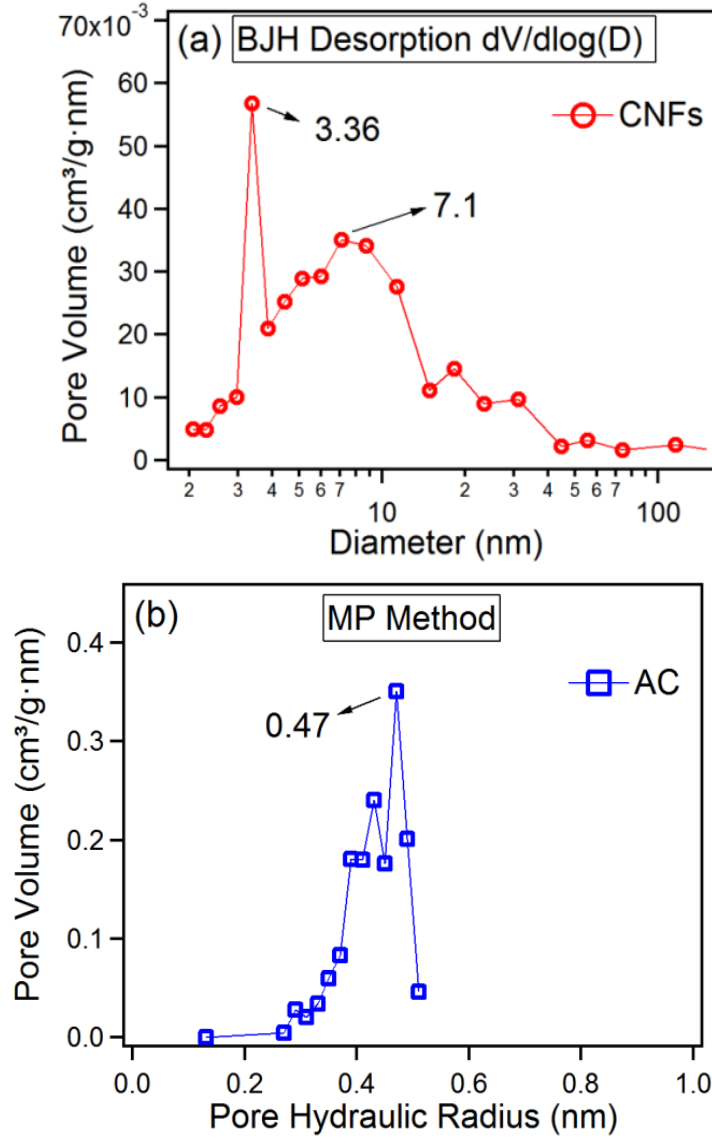 (a) BJH Desorption dV/dlog(D)
70x10⁻³
60
50
40
30
20
10
0
Pore Volume (cm³/g·nm)
CNFs
3.36
7.1
2 3 4 5 6 7 2 3 4 5 6 7
10 100
Diameter (nm)
(b) MP Method
0.4
0.3
0.2
0.1
0.0
Pore Volume (cm³/g·nm)
AC
0.47
0.0 0.2 0.4 0.6 0.8 1.0
Pore Hydraulic Radius (nm)